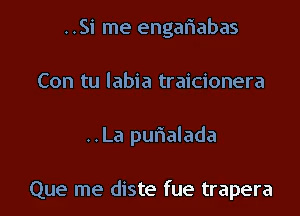 ..Si me engañabas
Con tu labia traicionera
..La puñalada
Que me diste fue trapera